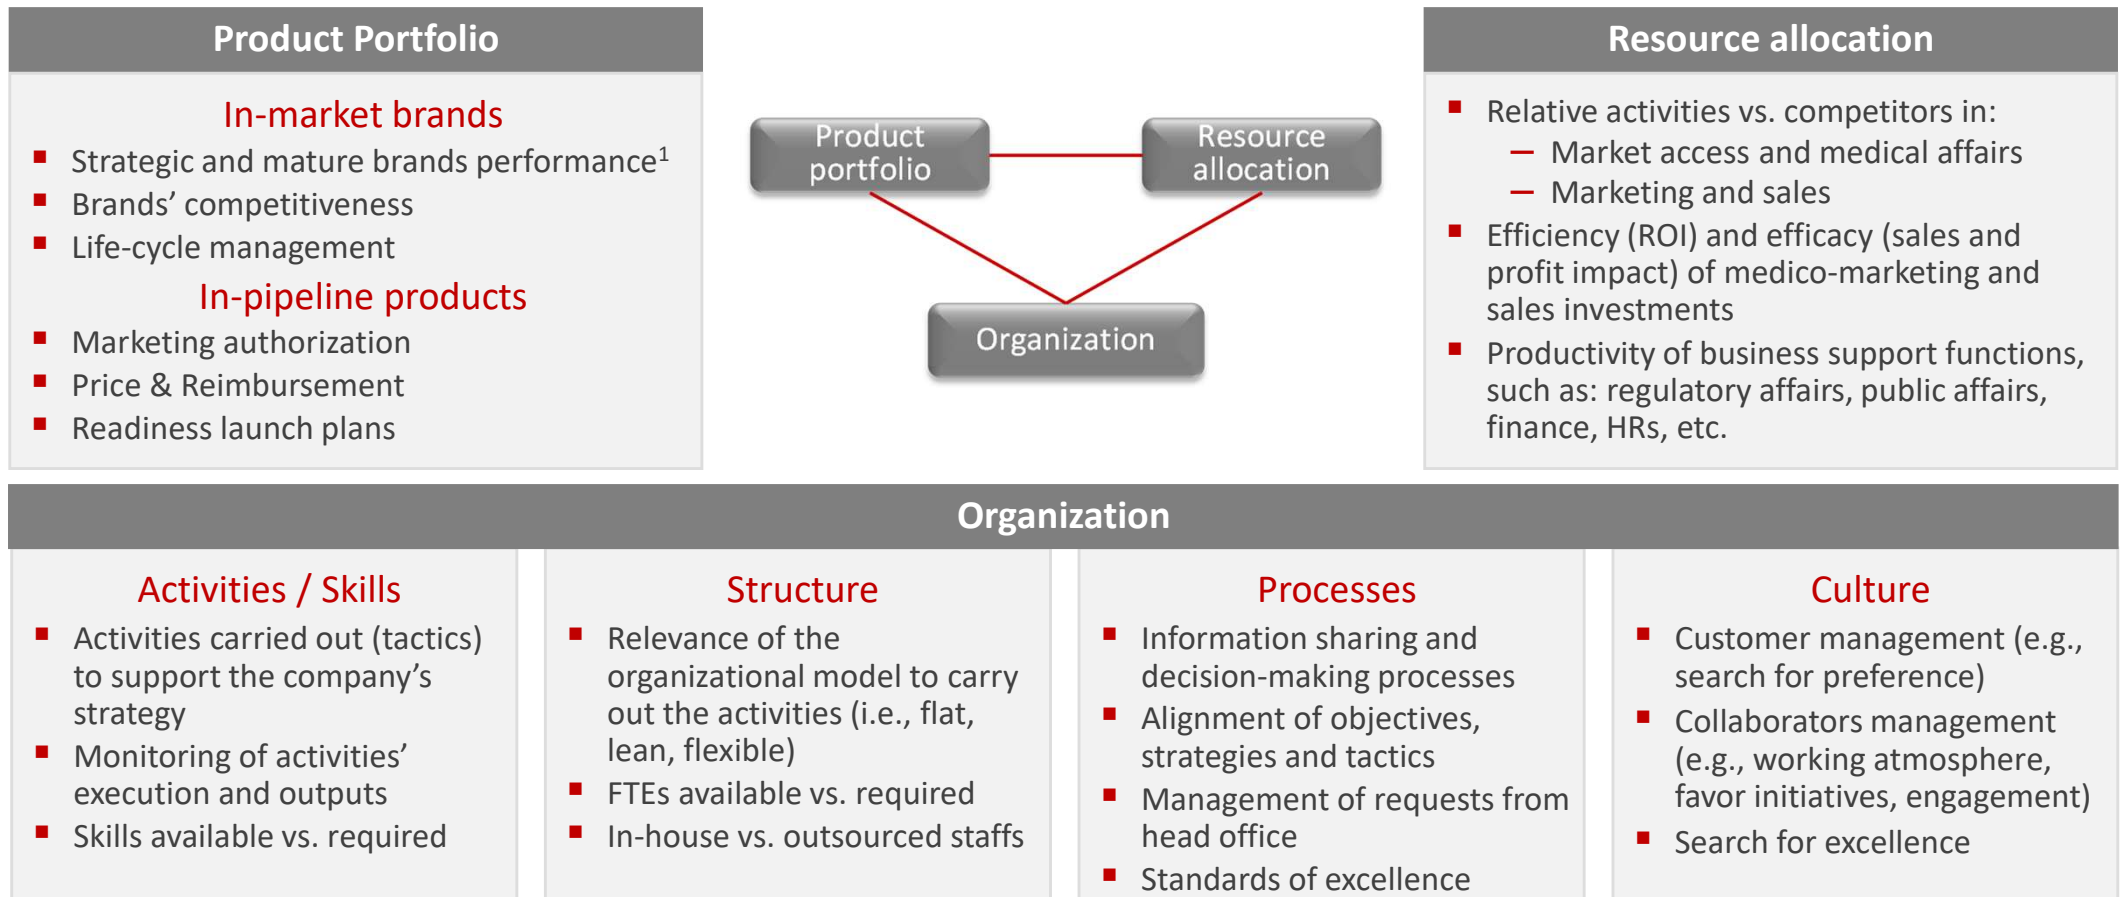 Product Portfolio
In-market brands
Strategic and mature brands performance1
Brands’ competitiveness
Life-cycle management
In-pipeline products
Marketing authorization
Price & Reimbursement
Readiness launch plans
Product
portfolio
Resource
allocation
Organization
Resource allocation
Relative activities vs. competitors in:
– Market access and medical affairs
– Marketing and sales
Efficiency (ROI) and efficacy (sales and
profit impact) of medico-marketing and
sales investments
Productivity of business support functions,
such as: regulatory affairs, public affairs,
finance, HRs, etc.
Organization
Activities / Skills
Activities carried out (tactics)
to support the company’s
strategy
Monitoring of activities’
execution and outputs
Skills available vs. required
Structure
Relevance of the
organizational model to carry
out the activities (i.e., flat,
lean, flexible)
FTEs available vs. required
In-house vs. outsourced staffs
Processes
Information sharing and
decision-making processes
Alignment of objectives,
strategies and tactics
Management of requests from
head office
Standards of excellence
Culture
Customer management (e.g.,
search for preference)
Collaborators management
(e.g., working atmosphere,
favor initiatives, engagement)
Search for excellence